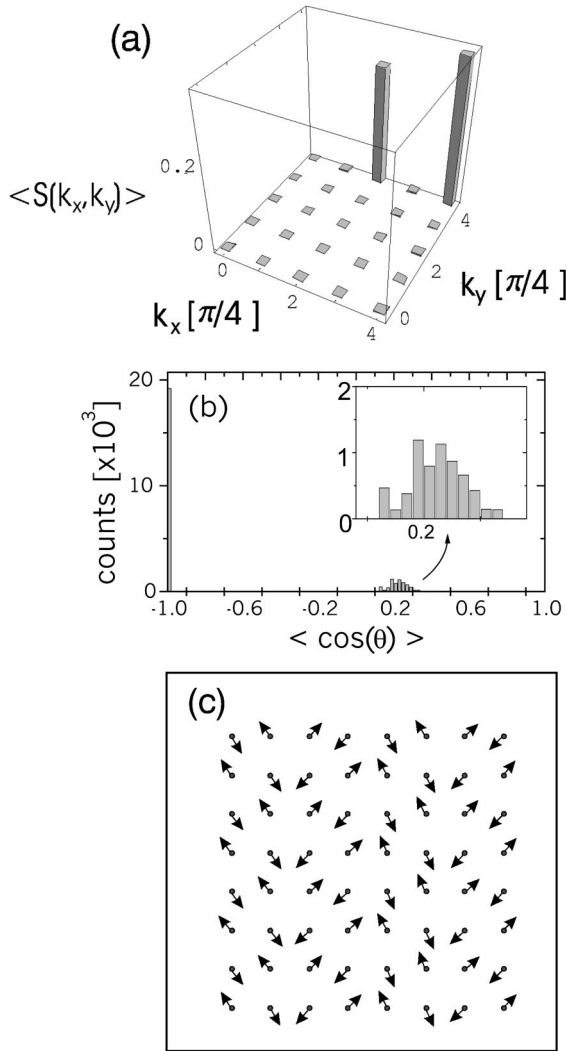 (a)
0.2
<S(kx,ky)>
0
0
2
4
0
2
4
kx [π/4 ]
ky [π/4 ]
(b)
20
10
0
counts [x10³]
-1.0 -0.6 -0.2 0.2 0.6 1.0
< cos(θ) >
2
1
0
0.2
(c)